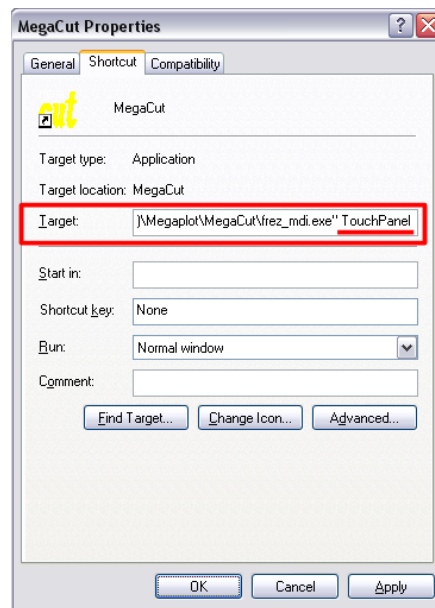 MegaCut Properties
General Shortcut Compatibility
cut MegaCut
Target type: Application
Target location: MegaCut
Target: )\Megaplot\MegaCut\frez_mdi.exe" TouchPanel
Start in:
Shortcut key: None
Run: Normal window
Comment:
Find Target... Change Icon... Advanced...
OK Cancel Apply